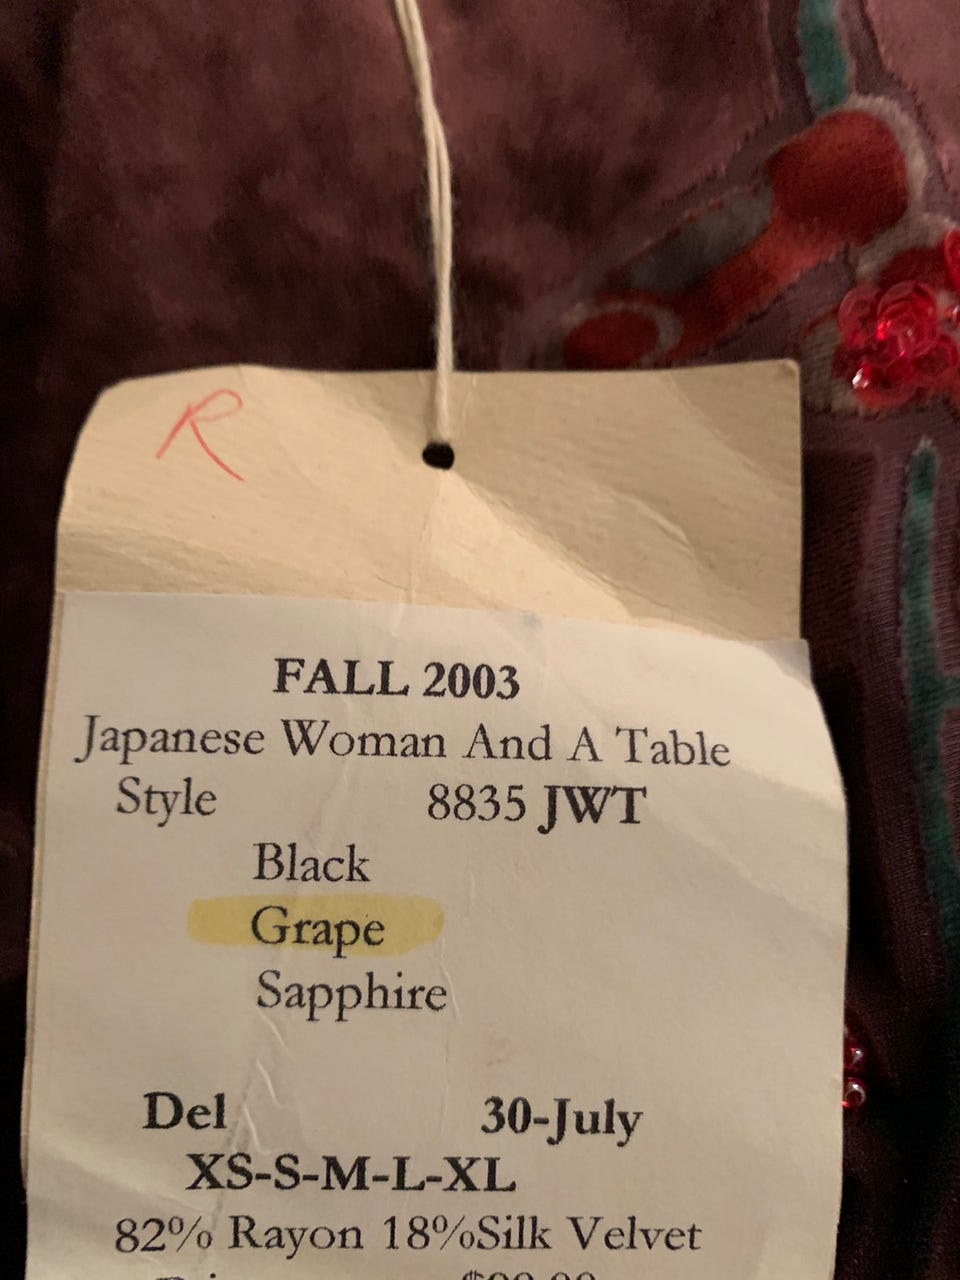 R
FALL 2003
Japanese Woman And A Table
Style 8835 JWT
Black
Grape
Sapphire
Del 30-July
XS-S-M-L-XL
82% Rayon 18%Silk Velvet